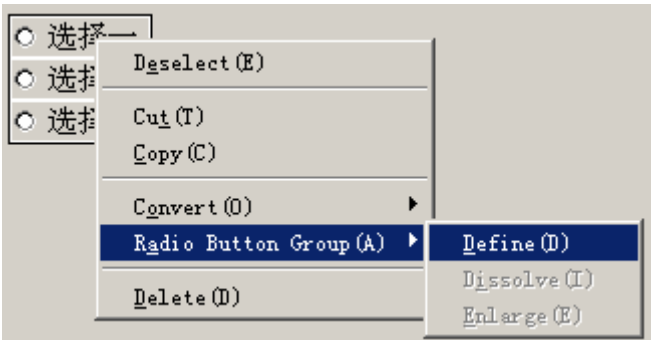 选择一
选择
选择
Deselect(E)
Cut(T)
Copy(C)
Convert(O)
Radio Button Group(A)
Define(D)
Dissolve(I)
Enlarge(E)
Delete(D)